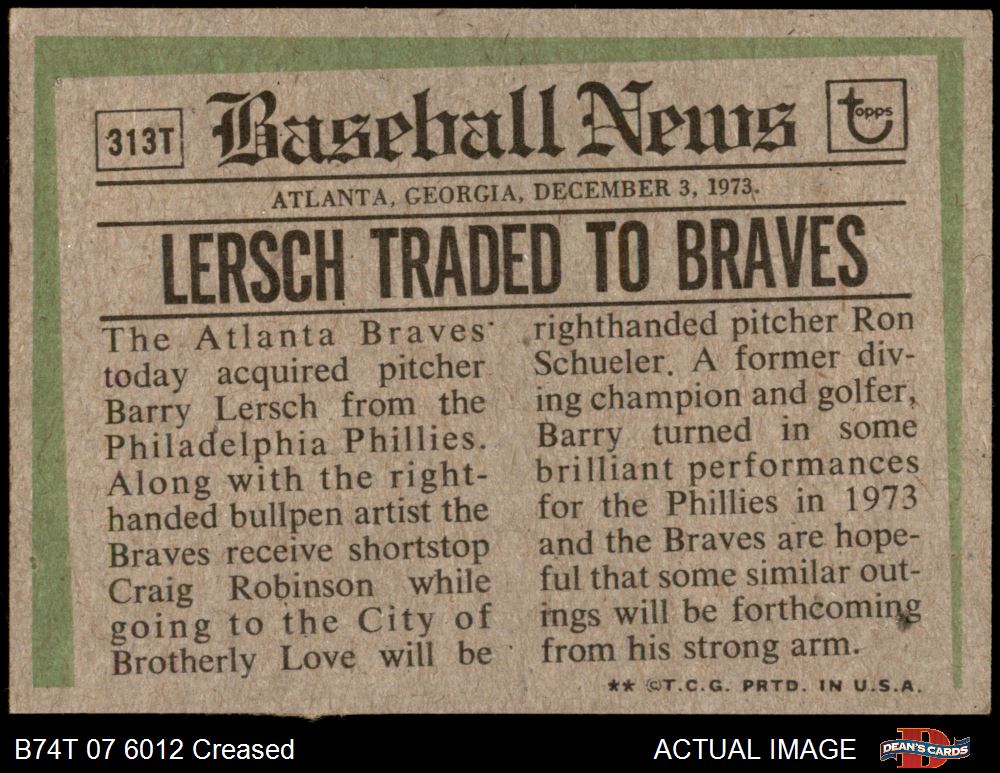 313T
Baseball News
topps
ATLANTA, GEORGIA, DECEMBER 3, 1973.
LERSCH TRADED TO BRAVES
The Atlanta Braves
today acquired pitcher
Barry Lersch from the
Philadelphia Phillies.
Along with the right-
handed bullpen artist the
Braves receive shortstop
Craig Robinson while
going to the City of
Brotherly Love will be
righthanded pitcher Ron
Schueler. A former div-
ing champion and golfer,
Barry turned in some
brilliant performances
for the Phillies in 1973
and the Braves are hope-
ful that some similar out-
ings will be forthcoming
from his strong arm.
** ©T.C.G. PRTD. IN U.S.A.
B74T 07 6012 Creased
ACTUAL IMAGE
DEAN'S CARDS